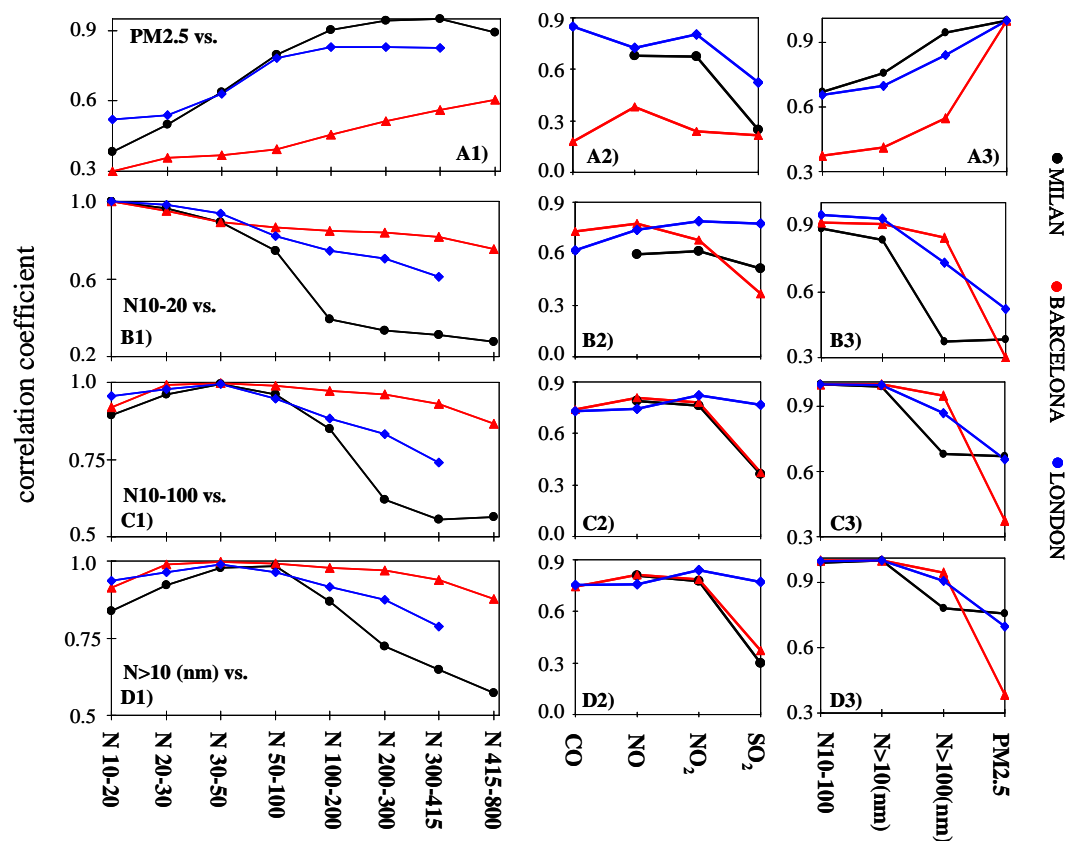 correlation coefficient
0.9
0.6
0.3
PM2.5 vs.
A1)
0.9
0.6
0.3
0.0
A2)
0.9
0.6
0.3
A3)
1.0
0.6
0.2
N10-20 vs.
B1)
0.9
0.6
0.3
0.0
B2)
0.9
0.6
0.3
B3)
1.0
0.75
0.5
N10-100 vs.
C1)
0.9
0.6
0.3
0.0
C2)
0.9
0.6
0.3
C3)
1.0
0.75
0.5
N>10 (nm) vs.
D1)
0.9
0.6
0.3
0.0
D2)
0.9
0.6
0.3
D3)
N 10-20
N 20-30
N 30-50
N 50-100
N 100-200
N 200-300
N 300-415
N 415-800
CO
NO
NO2
SO2
N10-100
N>10(nm)
N>100(nm)
PM2.5
MILAN
BARCELONA
LONDON